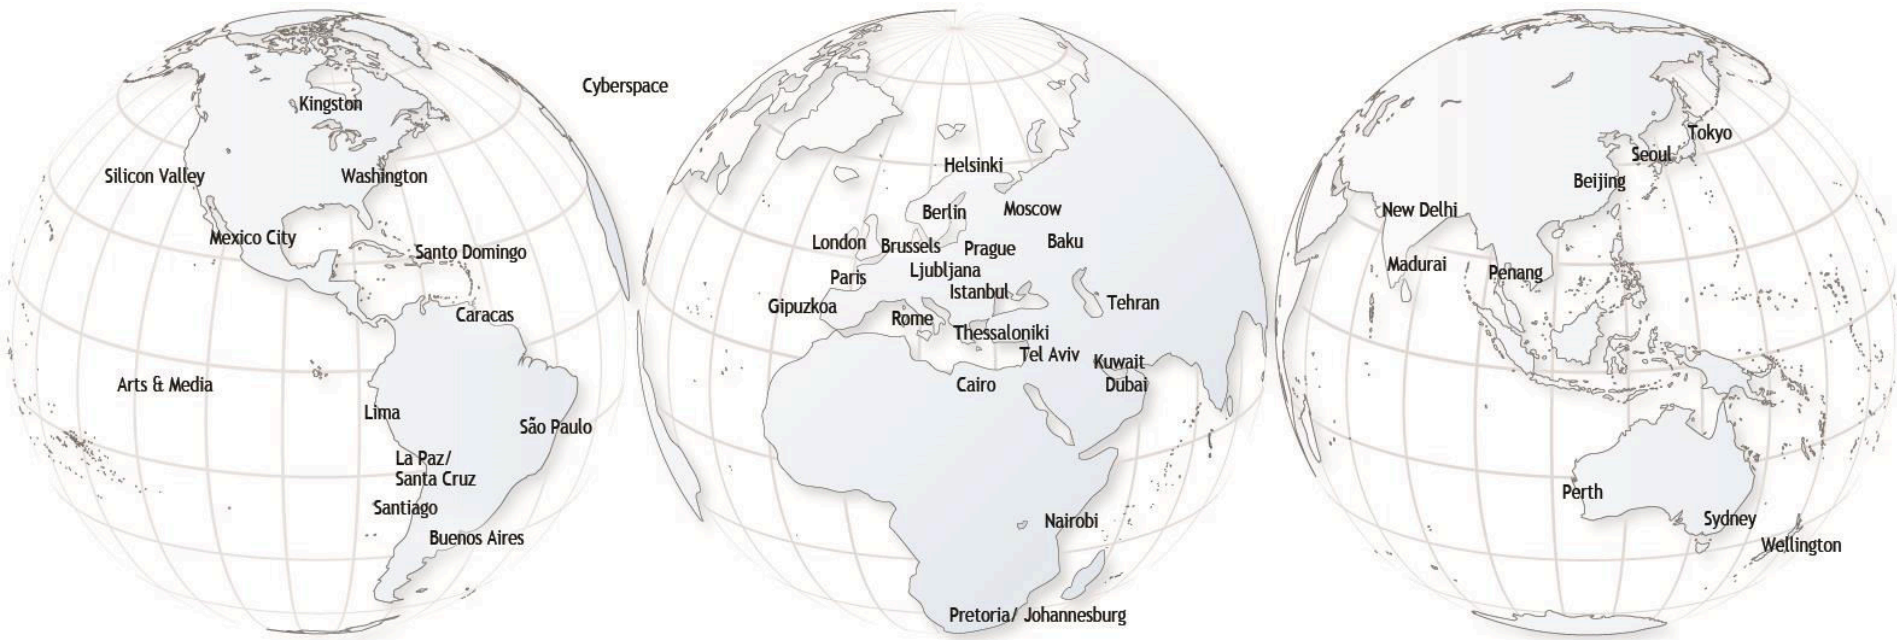 Cyberspace
Kingston
Silicon Valley
Washington
Mexico City
Santo Domingo
Caracas
Arts & Media
Lima
São Paulo
La Paz/
Santa Cruz
Santiago
Buenos Aires
Helsinki
Berlin
Moscow
London
Brussels
Prague
Baku
Ljubljana
Paris
Istanbul
Gipuzkoa
Rome
Tehran
Thessaloniki
Tel Aviv
Kuwait
Cairo
Dubai
Nairobi
Pretoria/ Johannesburg
Tokyo
Seoul
Beijing
New Delhi
Madurai
Penang
Perth
Sydney
Wellington